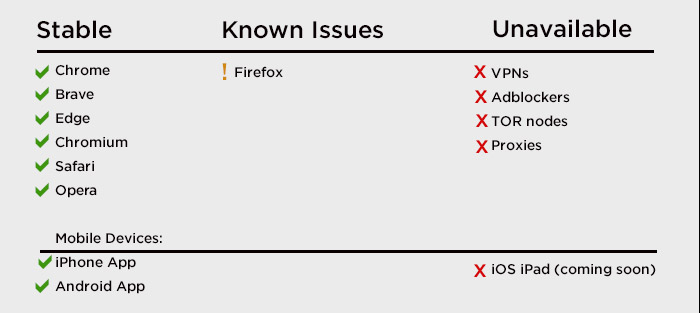 Stable
Known Issues
Unavailable
Chrome
Brave
Edge
Chromium
Safari
Opera
! Firefox
X VPNs
X Adblockers
X TOR nodes
X Proxies
Mobile Devices:
iPhone App
Android App
X iOS iPad (coming soon)